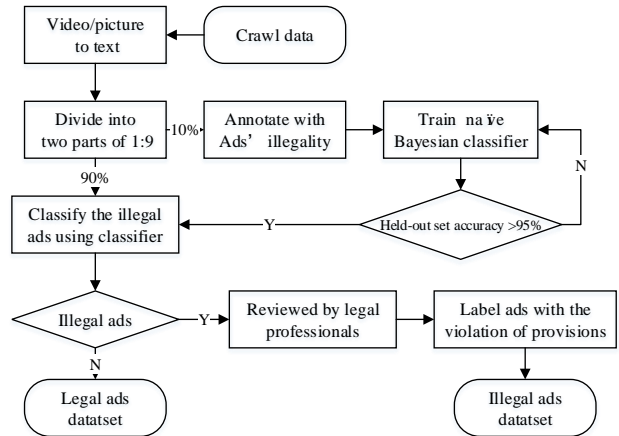 Video/picture
to text
Crawl data
Divide into
two parts of 1:9
10%
Annotate with
Ads' illegality
Train naïve
Bayesian classifier
N
90%
Classify the illegal
ads using classifier
Y
Held-out set accuracy >95%
Illegal ads
Y
Reviewed by legal
professionals
Label ads with the
violation of provisions
N
Legal ads
datatset
Illegal ads
datatset